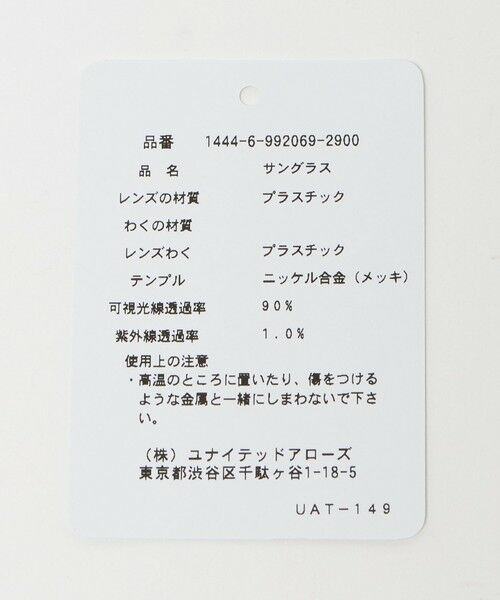 品番 1444-6-992069-2900
品 名 サングラス
レンズの材質 プラスチック
わくの材質
レンズわく プラスチック
テンプル ニッケル合金（メッキ）
可視光線透過率 90%
紫外線透過率 1.0%
使用上の注意
・高温のところに置いたり、傷をつける
ような金属と一緒にしまわないで下さ
い。
（株）ユナイテッドアローズ
東京都渋谷区千駄ヶ谷1-18-5
UAT－149